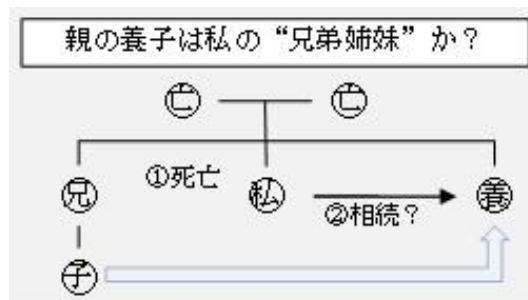 親の養子は私の“兄弟姉妹”か?
亡 亡
①死亡
兄 私 養
②相続?
子